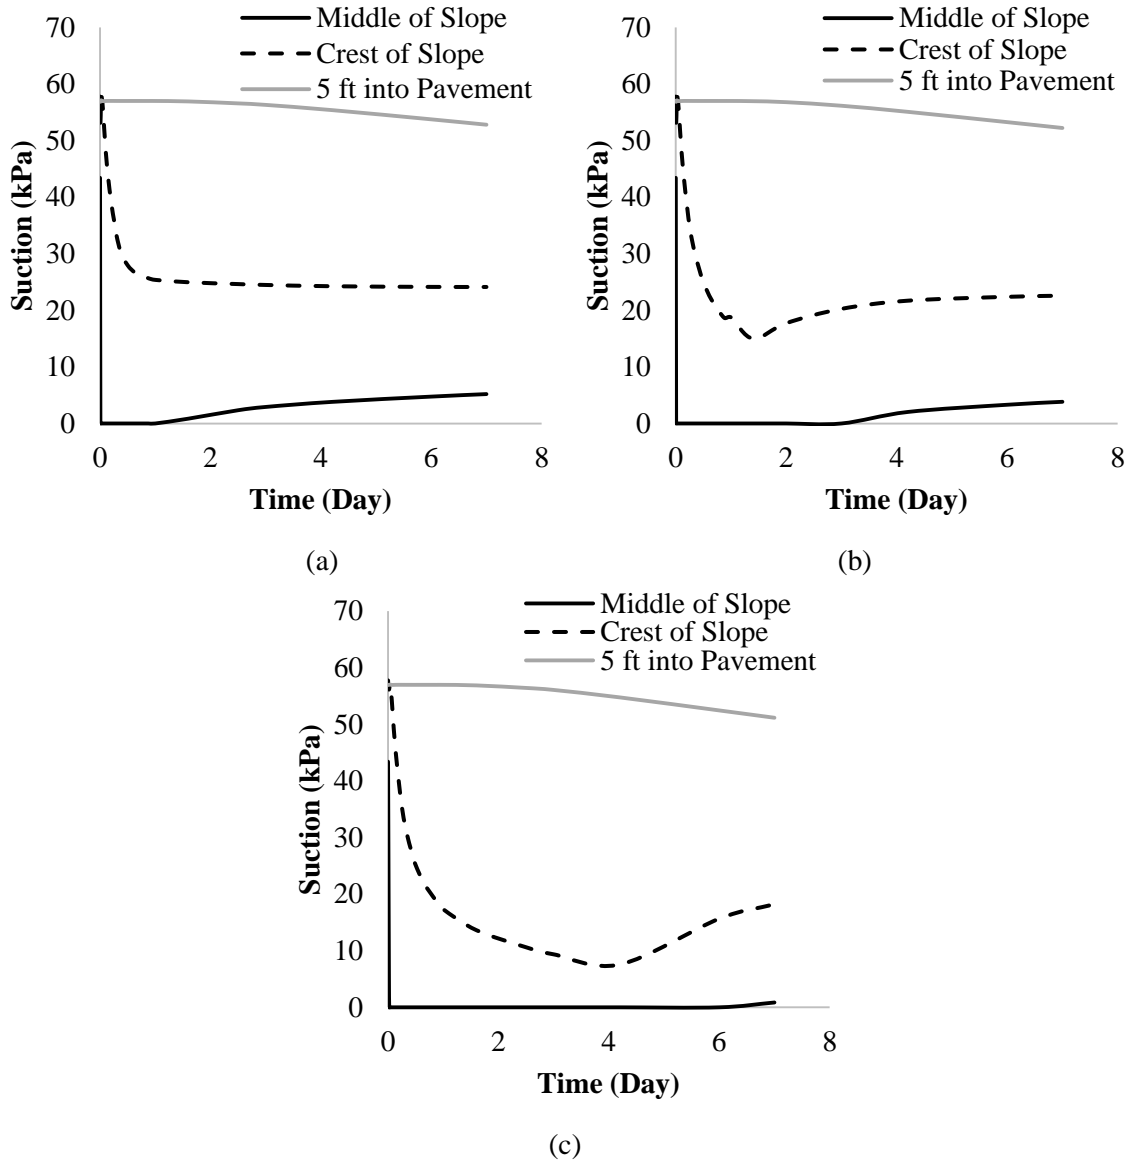 Middle of Slope
Crest of Slope
5 ft into Pavement
70
60
50
40
30
20
10
0
Suction (kPa)
0 2 4 6 8
Time (Day)
(a)
Middle of Slope
Crest of Slope
5 ft into Pavement
70
60
50
40
30
20
10
0
Suction (kPa)
0 2 4 6 8
Time (Day)
(b)
Middle of Slope
Crest of Slope
5 ft into Pavement
70
60
50
40
30
20
10
0
Suction (kPa)
0 2 4 6 8
Time (Day)
(c)